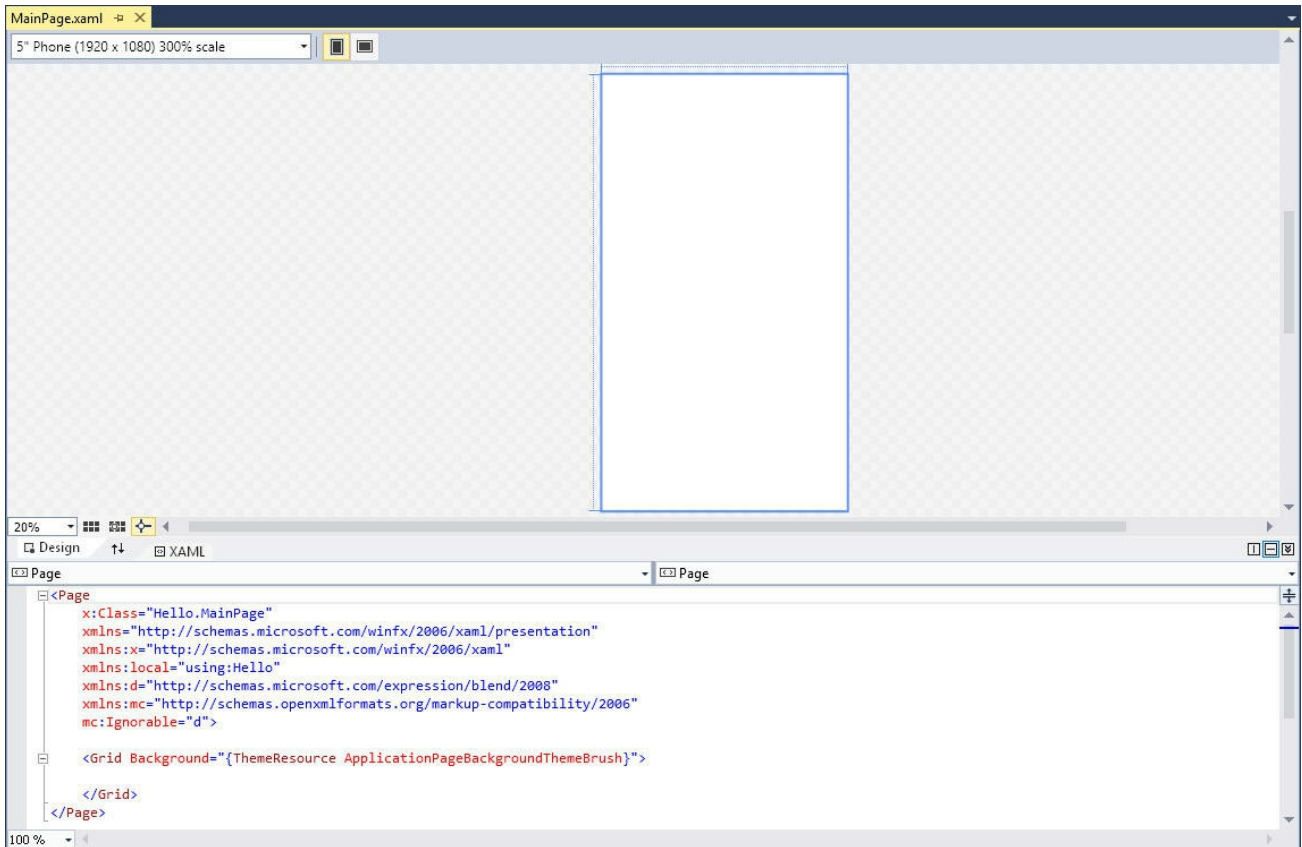 MainPage.xaml
5" Phone (1920 x 1080) 300% scale
20%
Design XAML
Page Page
<Page
x:Class="Hello.MainPage"
xmlns="http://schemas.microsoft.com/winfx/2006/xaml/presentation"
xmlns:x="http://schemas.microsoft.com/winfx/2006/xaml"
xmlns:local="using:Hello"
xmlns:d="http://schemas.microsoft.com/expression/blend/2008"
xmlns:mc="http://schemas.openxmlformats.org/markup-compatibility/2006"
mc:Ignorable="d">
<Grid Background="{ThemeResource ApplicationPageBackgroundThemeBrush}">
</Grid>
</Page>
100 %